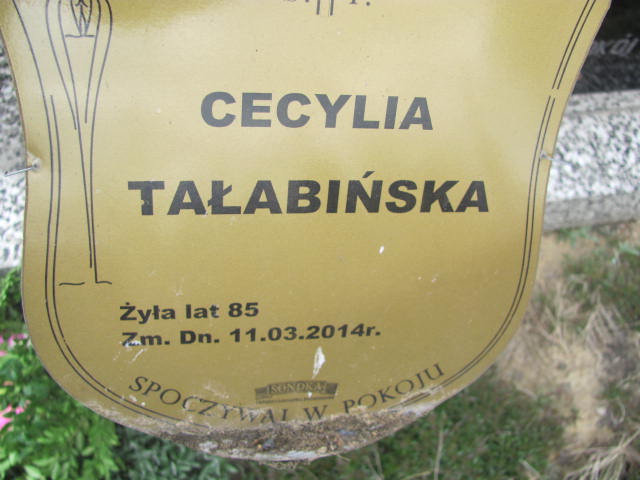 CECYLIA
TAŁABIŃSKA
Żyła lat 85
Zm. Dn. 11.03.2014r.
SPOCZYWAJ W POKOJU